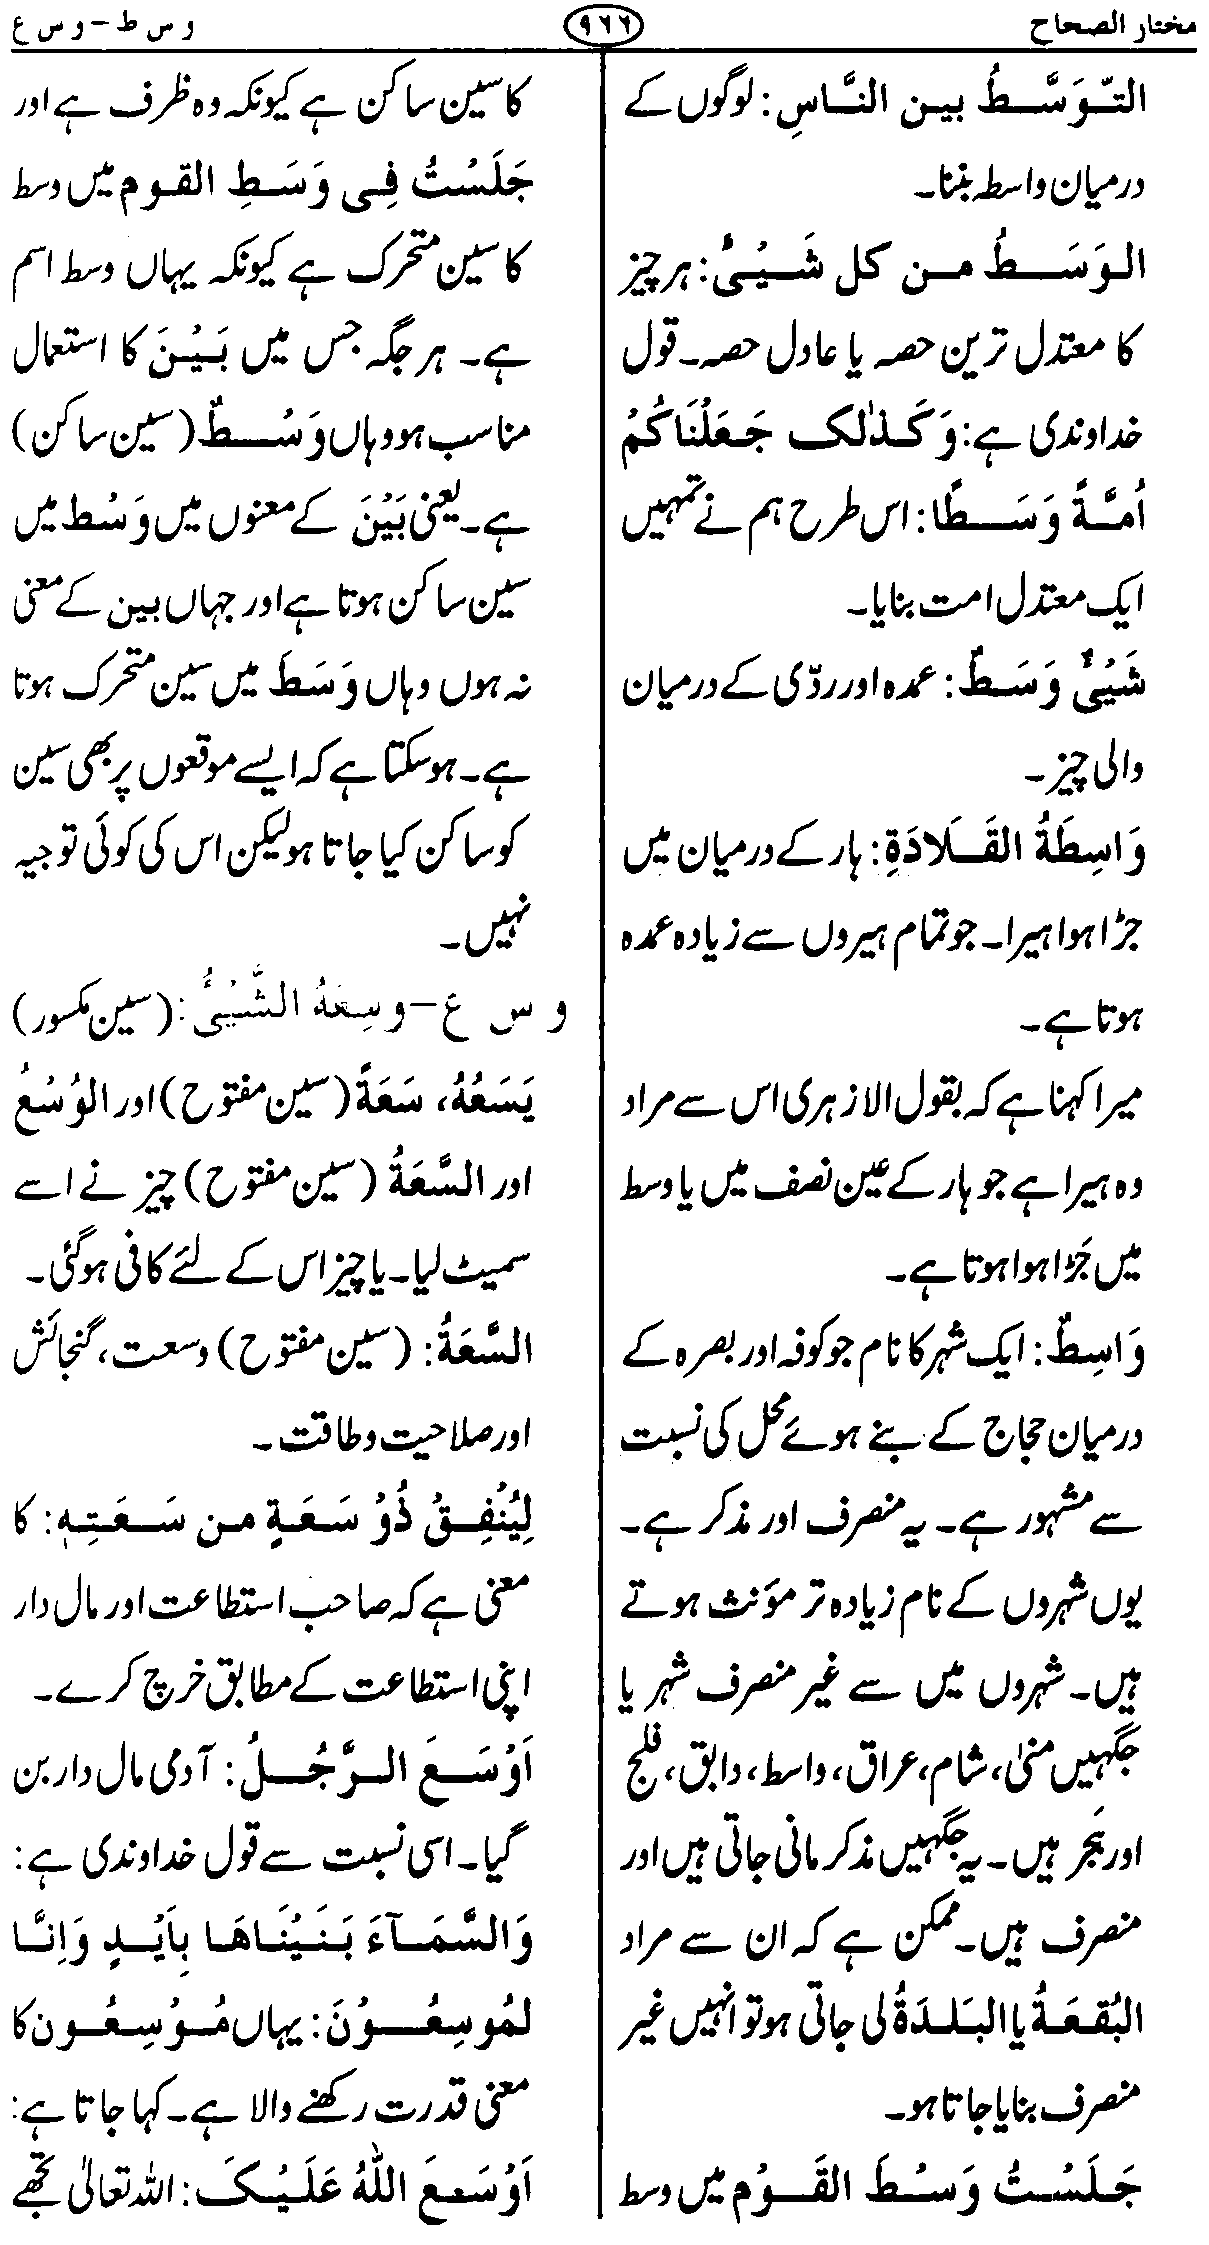 مختار الصحاح
۹۶۶
و س ط - و س ع
التَّوَسُّطُ بين النَّاسِ: لوگوں کے
درمیان واسطہ بننا۔
الوَسَطُ من كل شَيْئٍ: ہر چیز
کا معتدل ترین حصہ یا عادل حصہ۔ قول
خداوندی ہے: وَكَذٰلك جَعَلْنَاكُمْ
اُمَّةً وَسَطًا: اس طرح ہم نے تمہیں
ایک معتدل امت بنایا۔
شَيْئٌ وَسَطٌ: عمدہ اور ردّی کے درمیان
والی چیز۔
وَاسِطَةُ القَلَادَةِ: ہار کے درمیان میں
جڑا ہوا ہیرا۔ جو تمام ہیروں سے زیادہ عمدہ
ہوتا ہے۔
میرا کہنا ہے کہ بقول الازہری اس سے مراد
وہ ہیرا ہے جو ہار کے عین نصف میں یا وسط
میں جَڑا ہوا ہوتا ہے۔
وَاسِطٌ: ایک شہر کا نام جو کوفہ اور بصرہ کے
درمیان حجاج کے بنے ہوئے محل کی نسبت
سے مشہور ہے۔ یہ منصرف اور مذکر ہے۔
یوں شہروں کے نام زیادہ تر مؤنث ہوتے
ہیں۔ شہروں میں سے غیر منصرف شہر یا
جگہیں منیٰ، شام، عراق، واسط، دابق، فلج
اور ہَجر ہیں۔ یہ جگہیں مذکر مانی جاتی ہیں اور
منصرف ہیں۔ ممکن ہے کہ ان سے مراد
البُقعَةُ یا البَلدَةُ لی جاتی ہو تو انہیں غیر
منصرف بنایا جاتا ہو۔
جَلَسْتُ وَسْطَ القَوْم میں وسط
کا سین ساکن ہے کیونکہ وہ ظرف ہے اور
جَلَسْتُ فِی وَسَطِ القوم میں وسط
کا سین متحرک ہے کیونکہ یہاں وسط اسم
ہے۔ ہر جگہ جس میں بَيْنَ کا استعمال
مناسب ہو وہاں وَسْطٌ (سین ساکن)
ہے۔ یعنی بَيْنَ کے معنوں میں وَسْط میں
سین ساکن ہوتا ہے اور جہاں بین کے معنی
نہ ہوں وہاں وَسَطَ میں سین متحرک ہوتا
ہے۔ ہو سکتا ہے کہ ایسے موقعوں پر بھی سین
کو ساکن کیا جاتا ہو لیکن اس کی کوئی توجیہ
نہیں۔
و س ع - وسِعَهُ الشَّيْئُ: (سین مکسور)
يَسَعُهُ، سَعَةً (سین مفتوح) اور الوُسْعُ
اور السَّعَةُ (سین مفتوح) چیز نے اسے
سمیٹ لیا۔ یا چیز اس کے لئے کافی ہو گئی۔
السَّعَةُ: (سین مفتوح) وسعت، گنجائش
اور صلاحیت و طاقت۔
لِيُنْفِقُ ذُوْ سَعَةٍ من سَعَتِهٖ: کا
معنی ہے کہ صاحب استطاعت اور مال دار
اپنی استطاعت کے مطابق خرچ کرے۔
اَوْسَعَ الرَّجُلُ: آدمی مال دار بن
گیا۔ اسی نسبت سے قول خداوندی ہے:
وَالسَّمَآءَ بَنَيْنَاهَا بِاَيْدٍ وَاِنَّا
لمُوسِعُوْنَ: یہاں مُوْسِعُون کا
معنی قدرت رکھنے والا ہے۔ کہا جاتا ہے:
اَوْسَعَ اللّٰهُ عَلَيْكَ: اللہ تعالیٰ تجھے